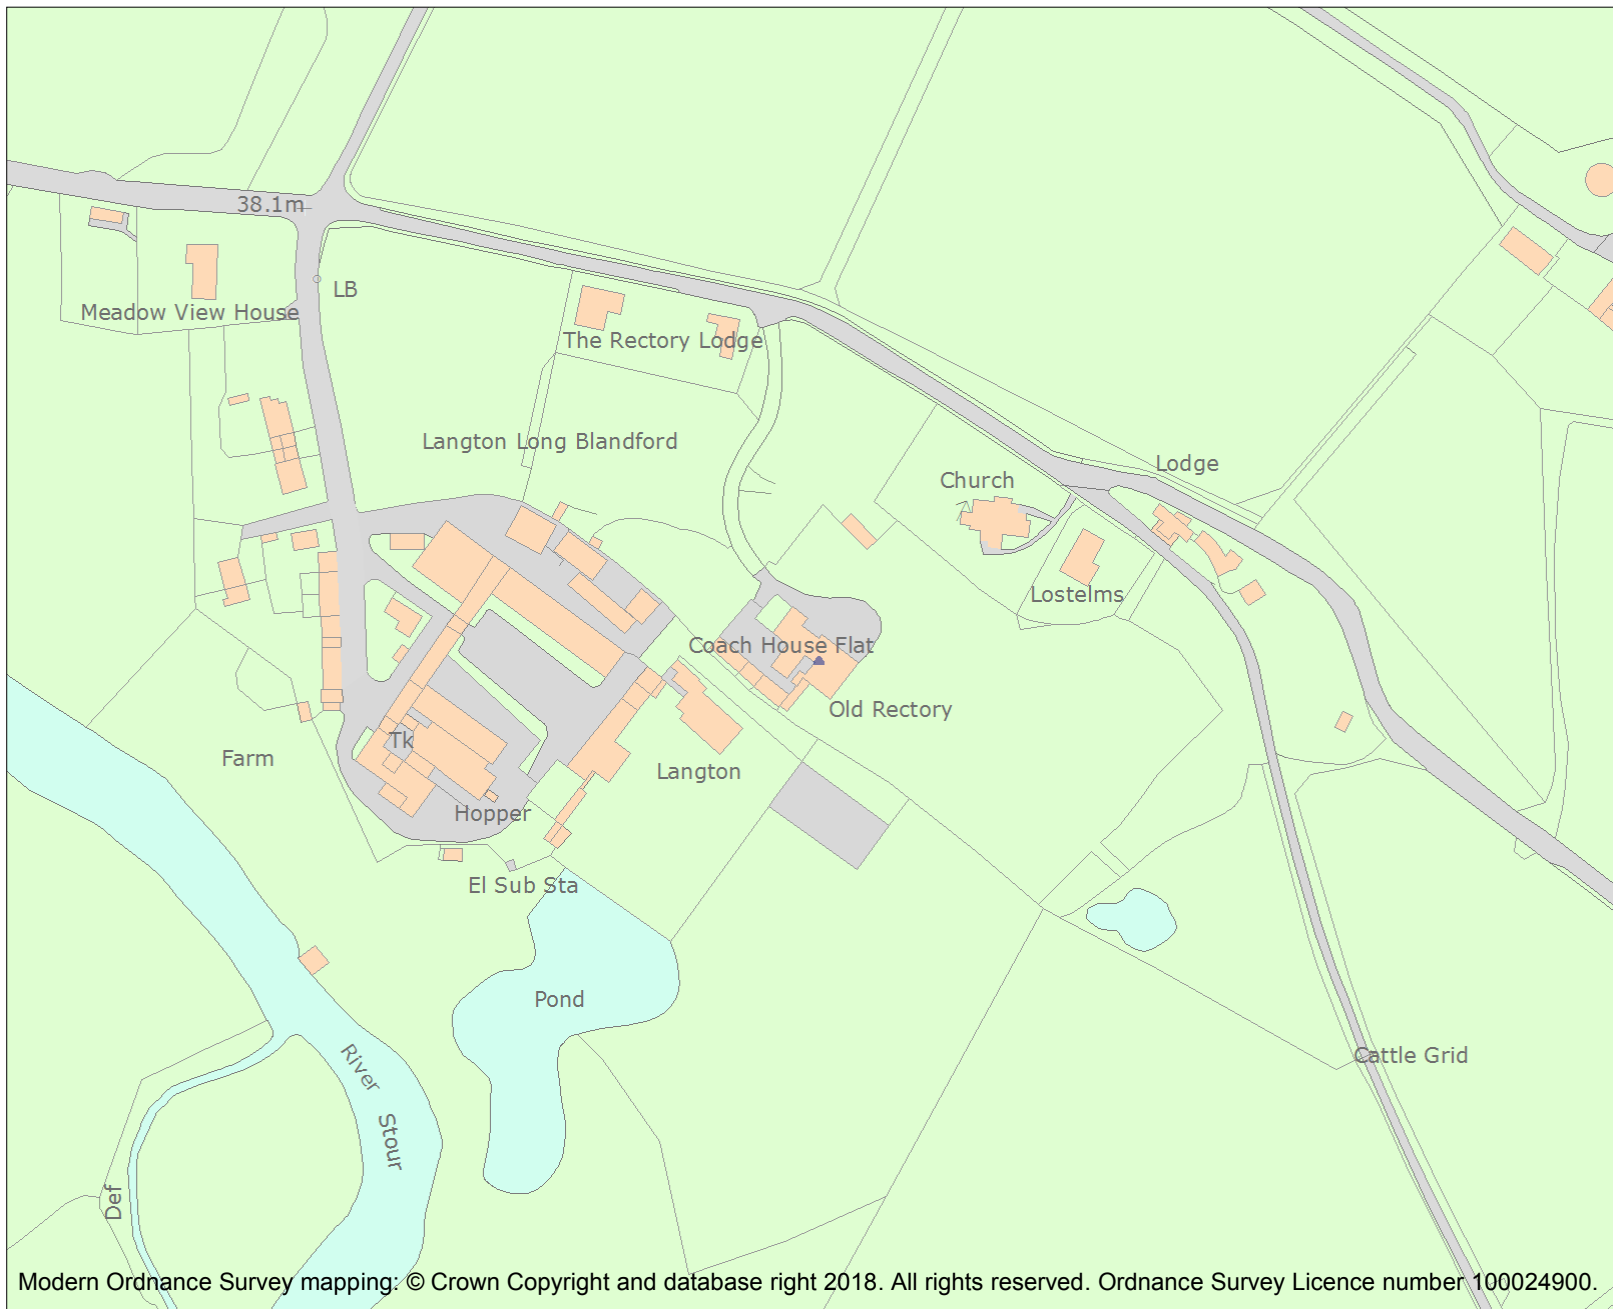 38.1m
LB
Meadow View House
The Rectory Lodge
Langton Long Blandford
Lodge
Church
Lostelms
Coach House Flat
Old Rectory
Tk
Farm
Langton
Hopper
El Sub Sta
Pond
River Stour
Cattle Grid
Def
Modern Ordnance Survey mapping: © Crown Copyright and database right 2018. All rights reserved. Ordnance Survey Licence number 100024900.